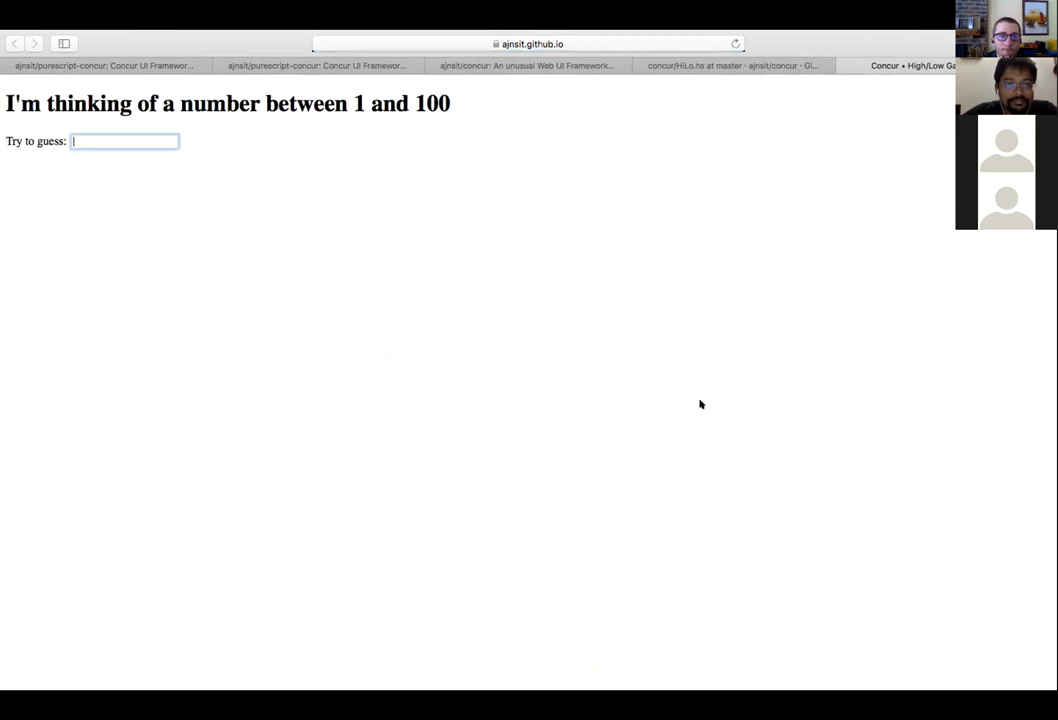 ajnsit.github.io
ajnsit/purescript-concur: Concur UI Framewor...
ajnsit/purescript-concur: Concur UI Framewor...
ajnsit/concur: An unusual Web UI Framework...
concur/HiLo.hs at master · ajnsit/concur · Gi...
Concur • High/Low Ga
I'm thinking of a number between 1 and 100
Try to guess: